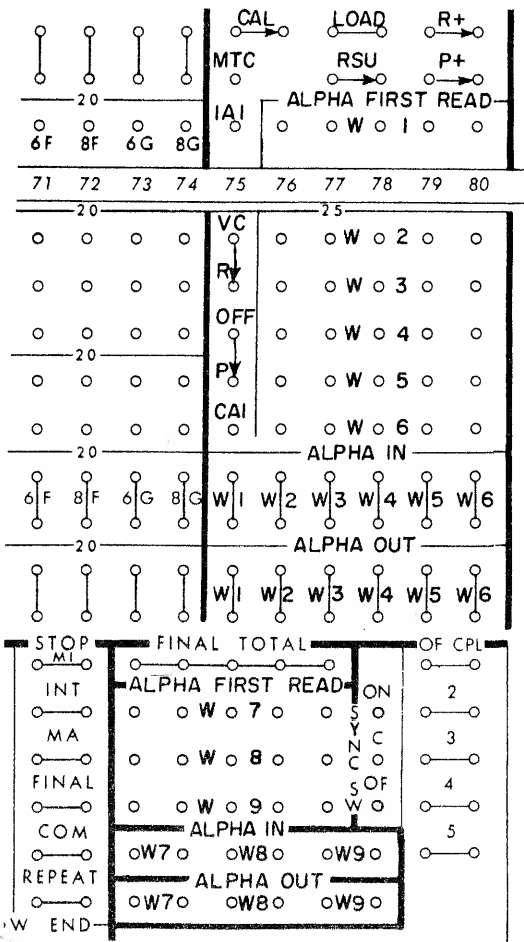 CAL LOAD R+
MTC RSU P+
20 ALPHA FIRST READ
IAI W 1
6F 8F 6G 8G
71 72 73 74 75 76 77 78 79 80
20 25
VC W 2
R W 3
OFF W 4
20
P W 5
CAI W 6
20 ALPHA IN
6F 8F 6G 8G W1 W2 W3 W4 W5 W6
20 ALPHA OUT
W1 W2 W3 W4 W5 W6
STOP FINAL TOTAL OF CPL
MI
INT ALPHA FIRST READ ON 2
W 7 SYNC SW
MA C 3
W 8
FINAL OF 4
W 9
COM ALPHA IN 5
W7 W8 W9
REPEAT ALPHA OUT
W7 W8 W9
W END